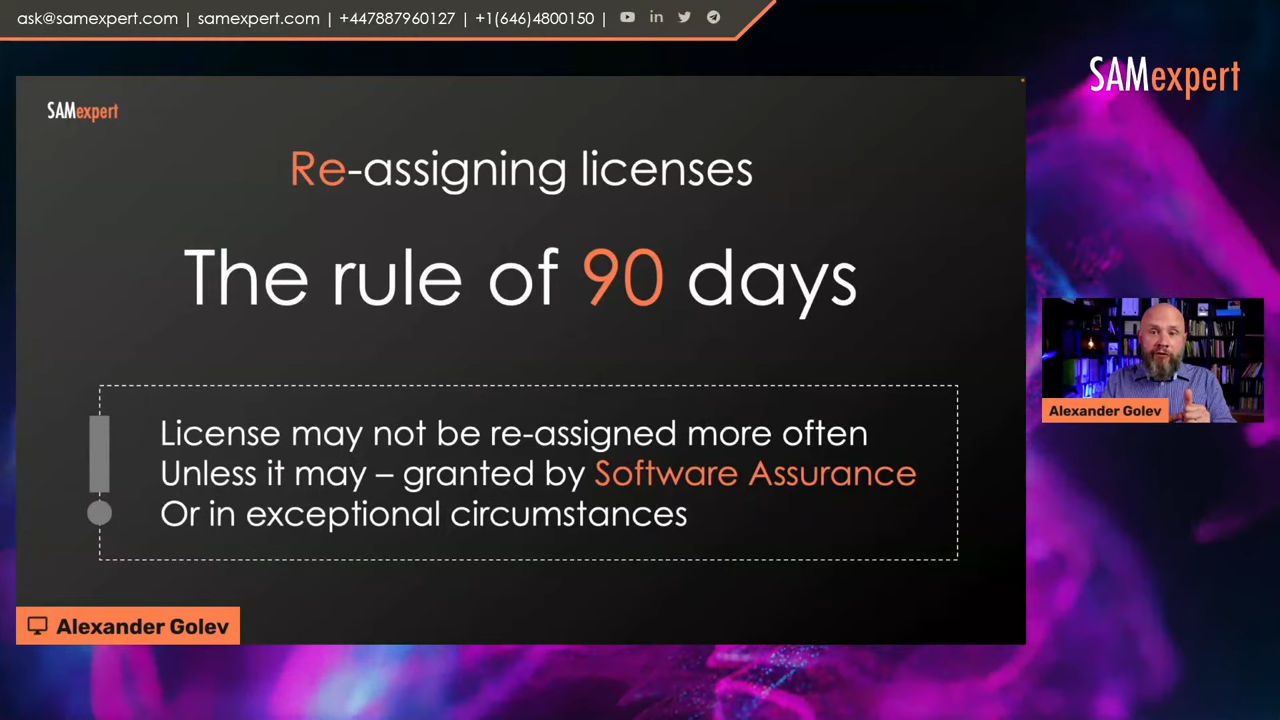 ask@samexpert.com | samexpert.com | +447887960127 | +1(646)4800150 |
SAMexpert
SAMexpert
Re-assigning licenses
The rule of 90 days
License may not be re-assigned more often
Unless it may – granted by Software Assurance
Or in exceptional circumstances
Alexander Golev
Alexander Golev